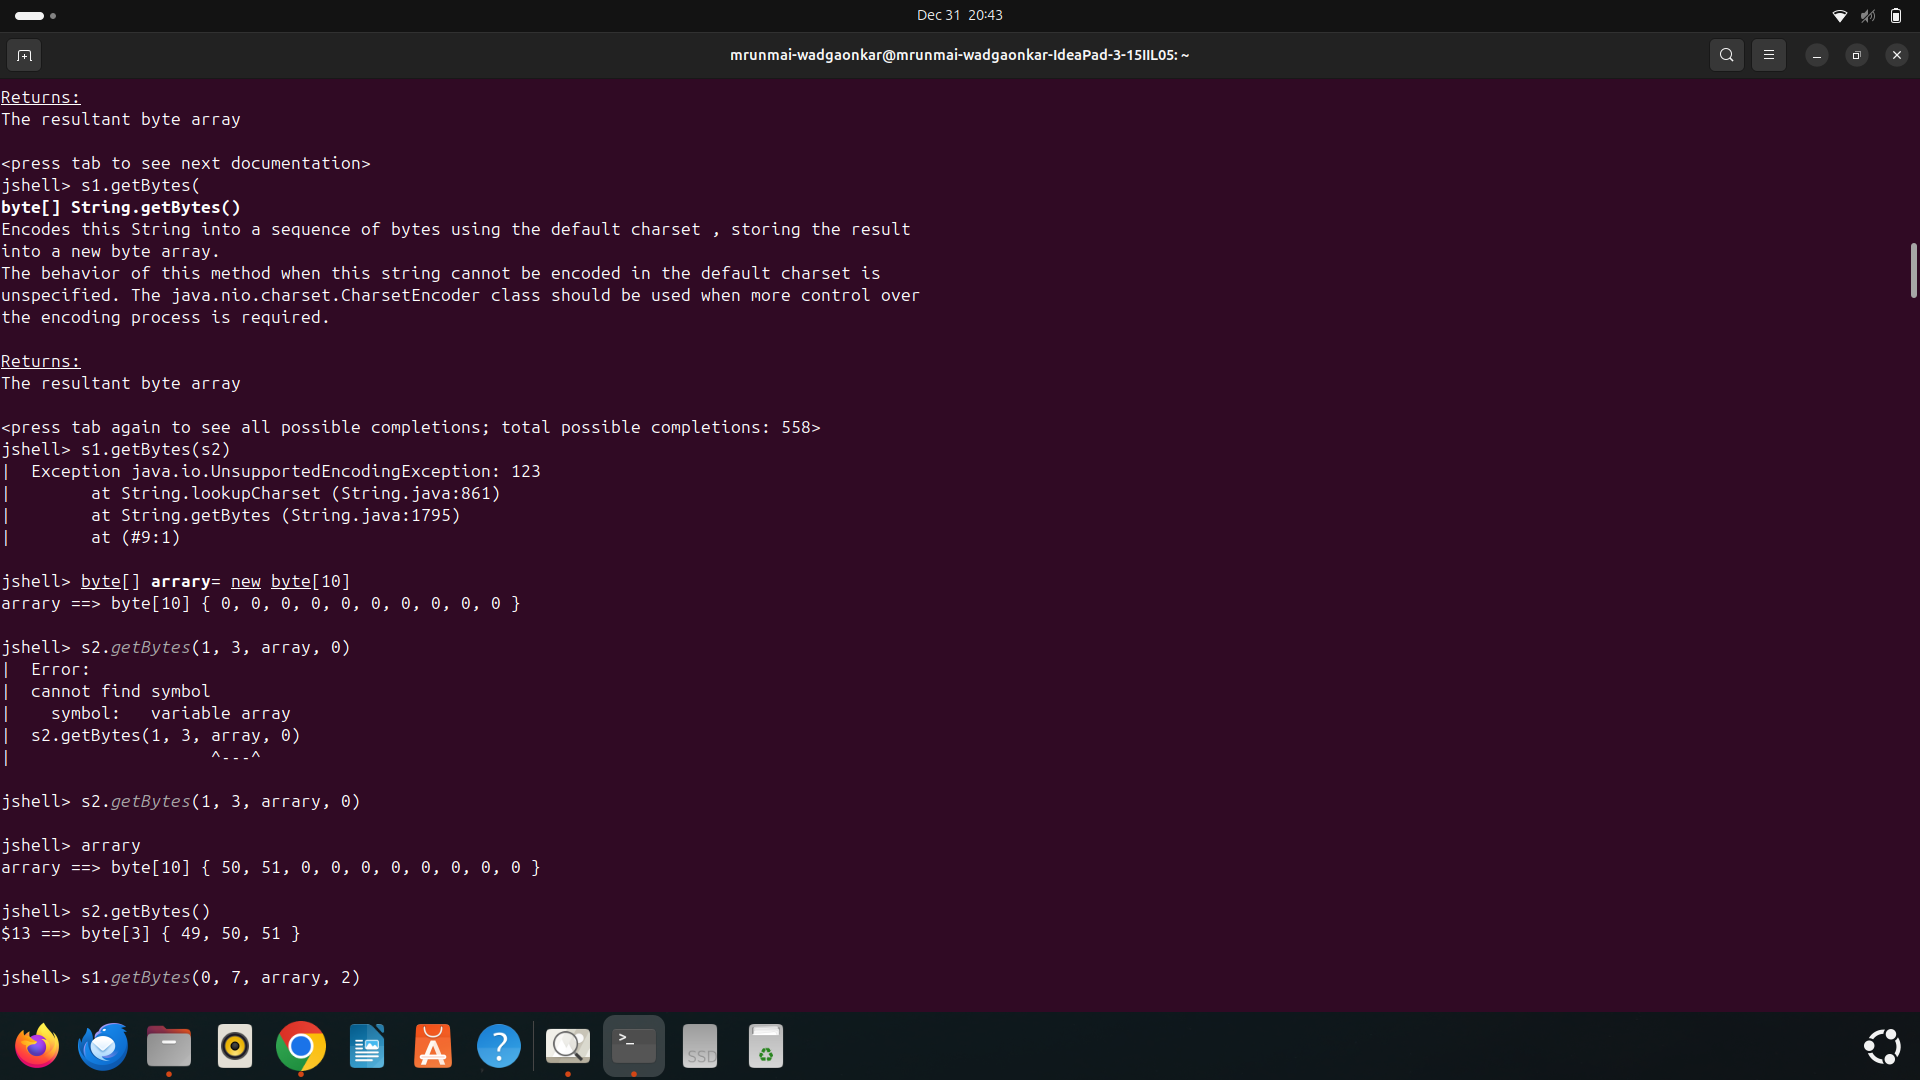 Dec 31 20:43
mrunmai-wadgaonkar@mrunmai-wadgaonkar-IdeaPad-3-15IIL05: ~
Returns:
The resultant byte array
<press tab to see next documentation>
jshell> s1.getBytes(
byte[] String.getBytes()
Encodes this String into a sequence of bytes using the default charset , storing the result
into a new byte array.
The behavior of this method when this string cannot be encoded in the default charset is
unspecified. The java.nio.charset.CharsetEncoder class should be used when more control over
the encoding process is required.
Returns:
The resultant byte array
<press tab again to see all possible completions; total possible completions: 558>
jshell> s1.getBytes(s2)
|  Exception java.io.UnsupportedEncodingException: 123
|        at String.lookupCharset (String.java:861)
|        at String.getBytes (String.java:1795)
|        at (#9:1)
jshell> byte[] arrary= new byte[10]
arrary ==> byte[10] { 0, 0, 0, 0, 0, 0, 0, 0, 0, 0 }
jshell> s2.getBytes(1, 3, array, 0)
|  Error:
|  cannot find symbol
|    symbol:   variable array
|  s2.getBytes(1, 3, array, 0)
|                    ^---^
jshell> s2.getBytes(1, 3, arrary, 0)
jshell> arrary
arrary ==> byte[10] { 50, 51, 0, 0, 0, 0, 0, 0, 0, 0 }
jshell> s2.getBytes()
$13 ==> byte[3] { 49, 50, 51 }
jshell> s1.getBytes(0, 7, arrary, 2)
>_
SSD